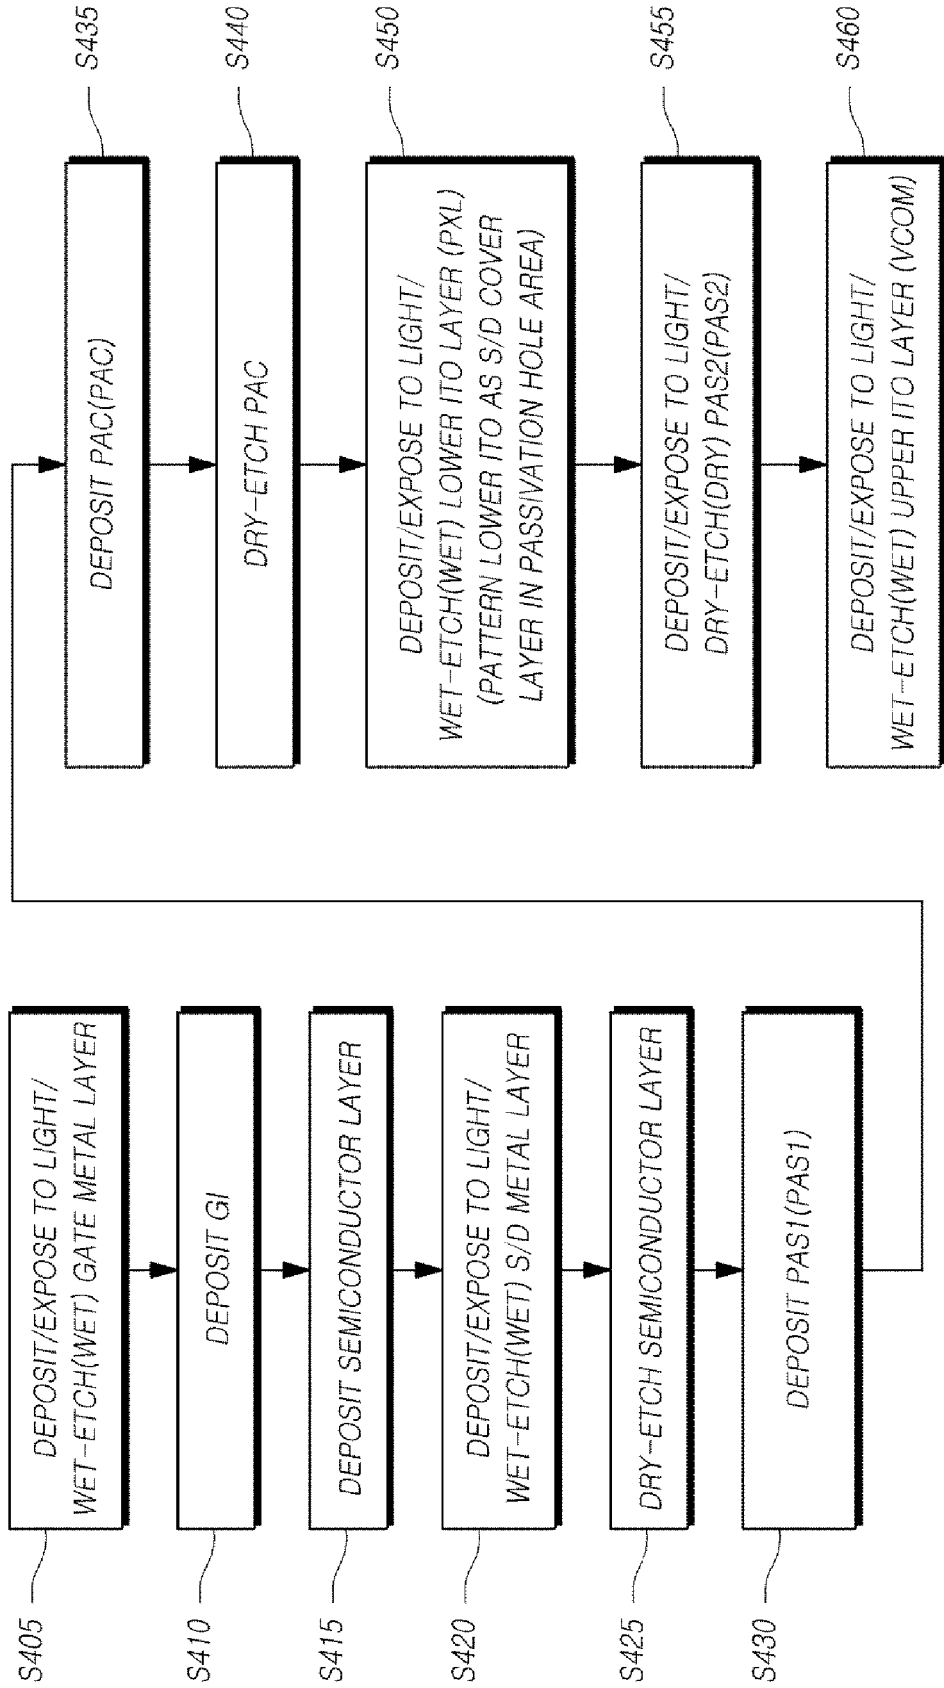 S405
DEPOSIT/EXPOSE TO LIGHT/
WET-ETCH(WET) GATE METAL LAYER
S410
DEPOSIT GI
S415
DEPOSIT SEMICONDUCTOR LAYER
S420
DEPOSIT/EXPOSE TO LIGHT/
WET-ETCH(WET) S/D METAL LAYER
S425
DRY-ETCH SEMICONDUCTOR LAYER
S430
DEPOSIT PAS1(PAS1)
S435
DEPOSIT PAC(PAC)
S440
DRY-ETCH PAC
S450
DEPOSIT/EXPOSE TO LIGHT/
WET-ETCH(WET) LOWER ITO LAYER (PXL)
(PATTERN LOWER ITO AS S/D COVER
LAYER IN PASSIVATION HOLE AREA)
S455
DEPOSIT/EXPOSE TO LIGHT/
DRY-ETCH(DRY) PAS2(PAS2)
S460
DEPOSIT/EXPOSE TO LIGHT/
WET-ETCH(WET) UPPER ITO LAYER (VCOM)